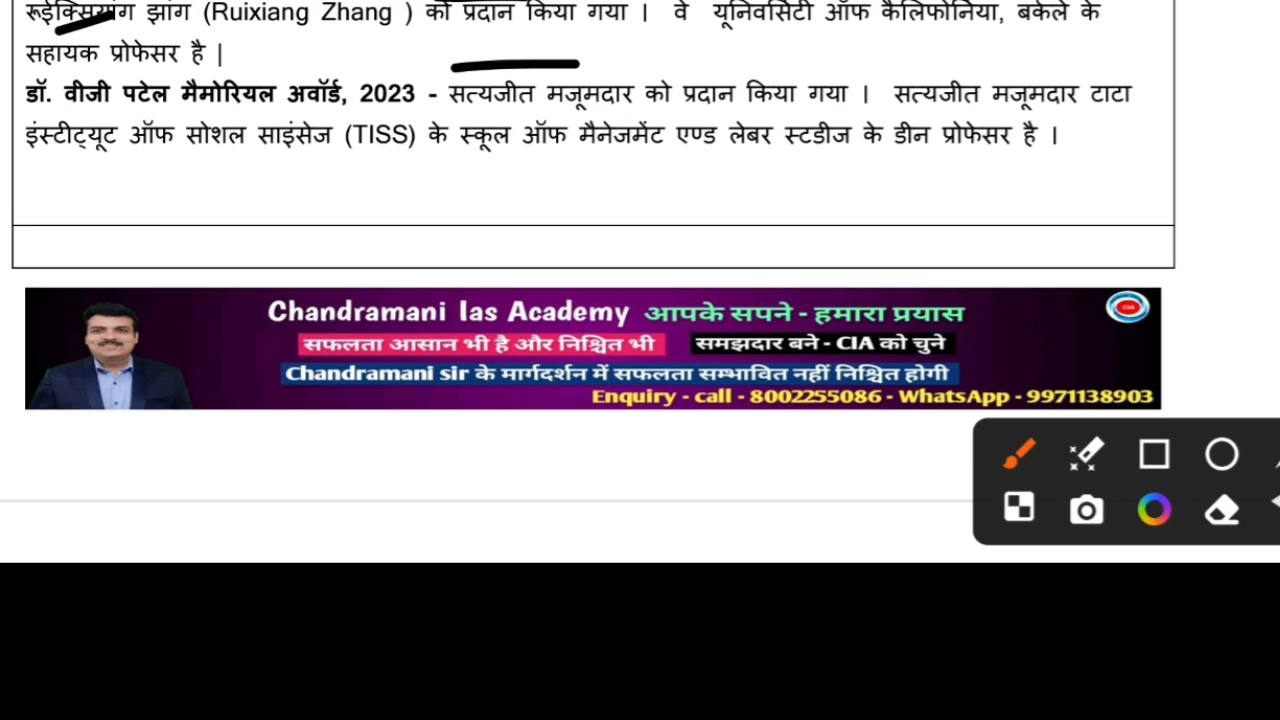 रूईक्सियांग झांग (Ruixiang Zhang ) को प्रदान किया गया । वे यूनिवर्सिटी ऑफ कैलिफोर्निया, बर्कले के
सहायक प्रोफेसर है |
डॉ. वीजी पटेल मैमोरियल अवॉर्ड, 2023 - सत्यजीत मजूमदार को प्रदान किया गया । सत्यजीत मजूमदार टाटा
इंस्टीट्यूट ऑफ सोशल साइंसेज (TISS) के स्कूल ऑफ मैनेजमेंट एण्ड लेबर स्टडीज के डीन प्रोफेसर है ।
Chandramani Ias Academy आपके सपने - हमारा प्रयास
CIA
सफलता आसान भी है और निश्चित भी समझदार बने - CIA को चुने
Chandramani sir के मार्गदर्शन में सफलता सम्भावित नहीं निश्चित होगी
Enquiry - call - 8002255086 - WhatsApp - 9971138903